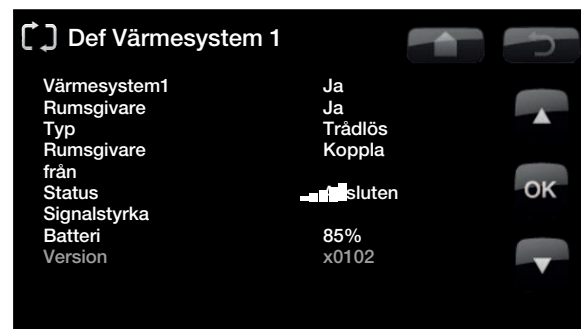 Def Värmesystem 1
Värmesystem1 Ja
Rumsgivare Ja
Typ Trådlös
Rumsgivare Koppla
från
Status sluten
Signalstyrka
Batteri 85%
Version x0102
OK